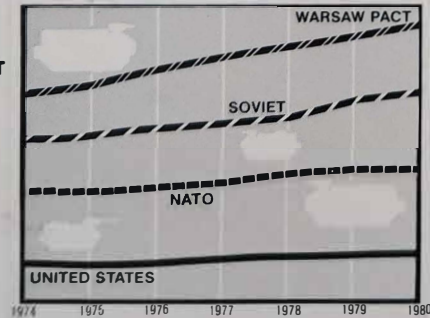 WARSAW PACT
SOVIET
NATO
UNITED STATES
1974 1975 1976 1977 1978 1979 1980